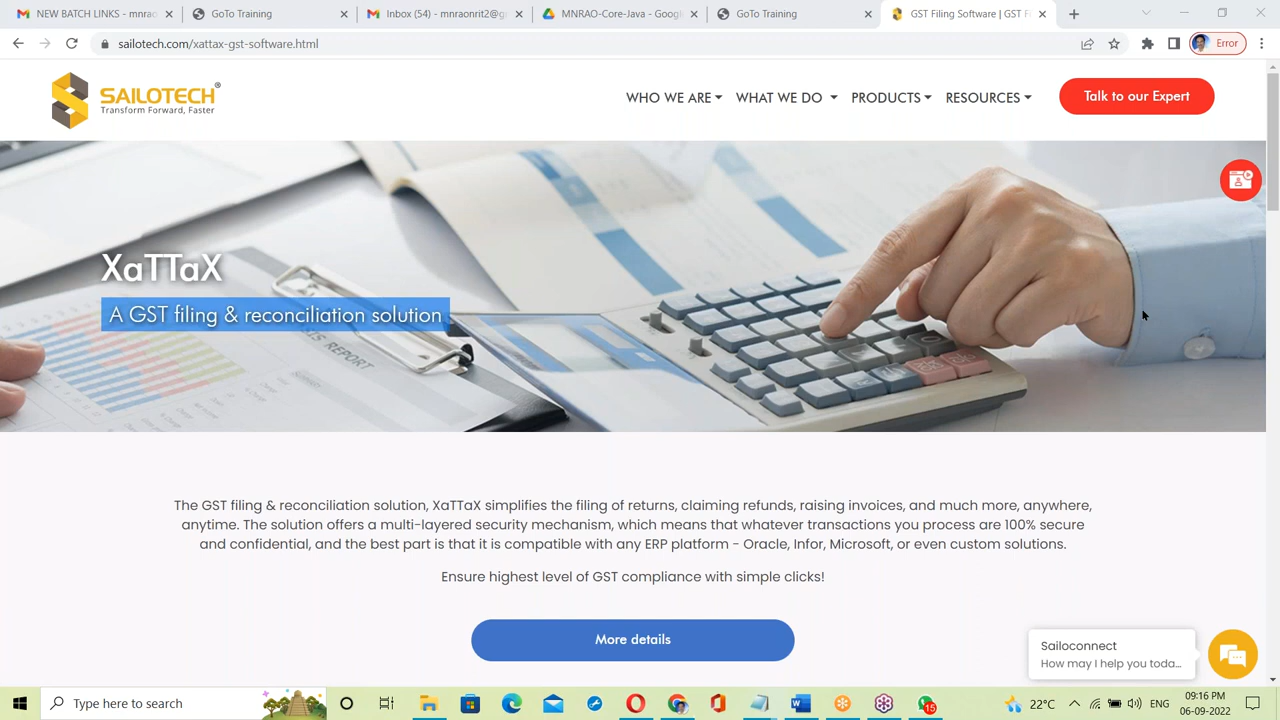 NEW BATCH LINKS - mnrao
GoTo Training
Inbox (54) - mnraonrit2@g
MNRAO-Core-Java - Google
GoTo Training
GST Filing Software | GST F
sailotech.com/xattax-gst-software.html
Error
SAILOTECH®
Transform Forward, Faster
WHO WE ARE
WHAT WE DO
PRODUCTS
RESOURCES
Talk to our Expert
XaTTaX
A GST filing & reconciliation solution
The GST filing & reconciliation solution, XaTTaX simplifies the filing of returns, claiming refunds, raising invoices, and much more, anywhere,
anytime. The solution offers a multi-layered security mechanism, which means that whatever transactions you process are 100% secure
and confidential, and the best part is that it is compatible with any ERP platform - Oracle, Infor, Microsoft, or even custom solutions.
Ensure highest level of GST compliance with simple clicks!
More details
Sailoconnect
How may I help you toda...
Type here to search
15
22°C
ENG
09:16 PM
06-09-2022